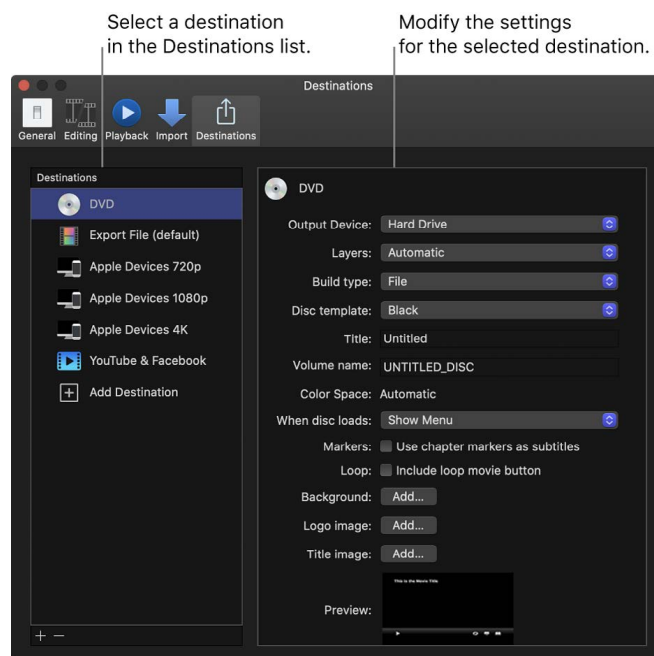 Select a destination
in the Destinations list.
Modify the settings
for the selected destination.
Destinations
General Editing Playback Import Destinations
Destinations
DVD
Export File (default)
Apple Devices 720p
Apple Devices 1080p
Apple Devices 4K
YouTube & Facebook
Add Destination
DVD
Output Device: Hard Drive
Layers: Automatic
Build type: File
Disc template: Black
Title: Untitled
Volume name: UNTITLED_DISC
Color Space: Automatic
When disc loads: Show Menu
Markers: Use chapter markers as subtitles
Loop: Include loop movie button
Background: Add...
Logo image: Add...
Title image: Add...
Preview:
This is the Movie Title